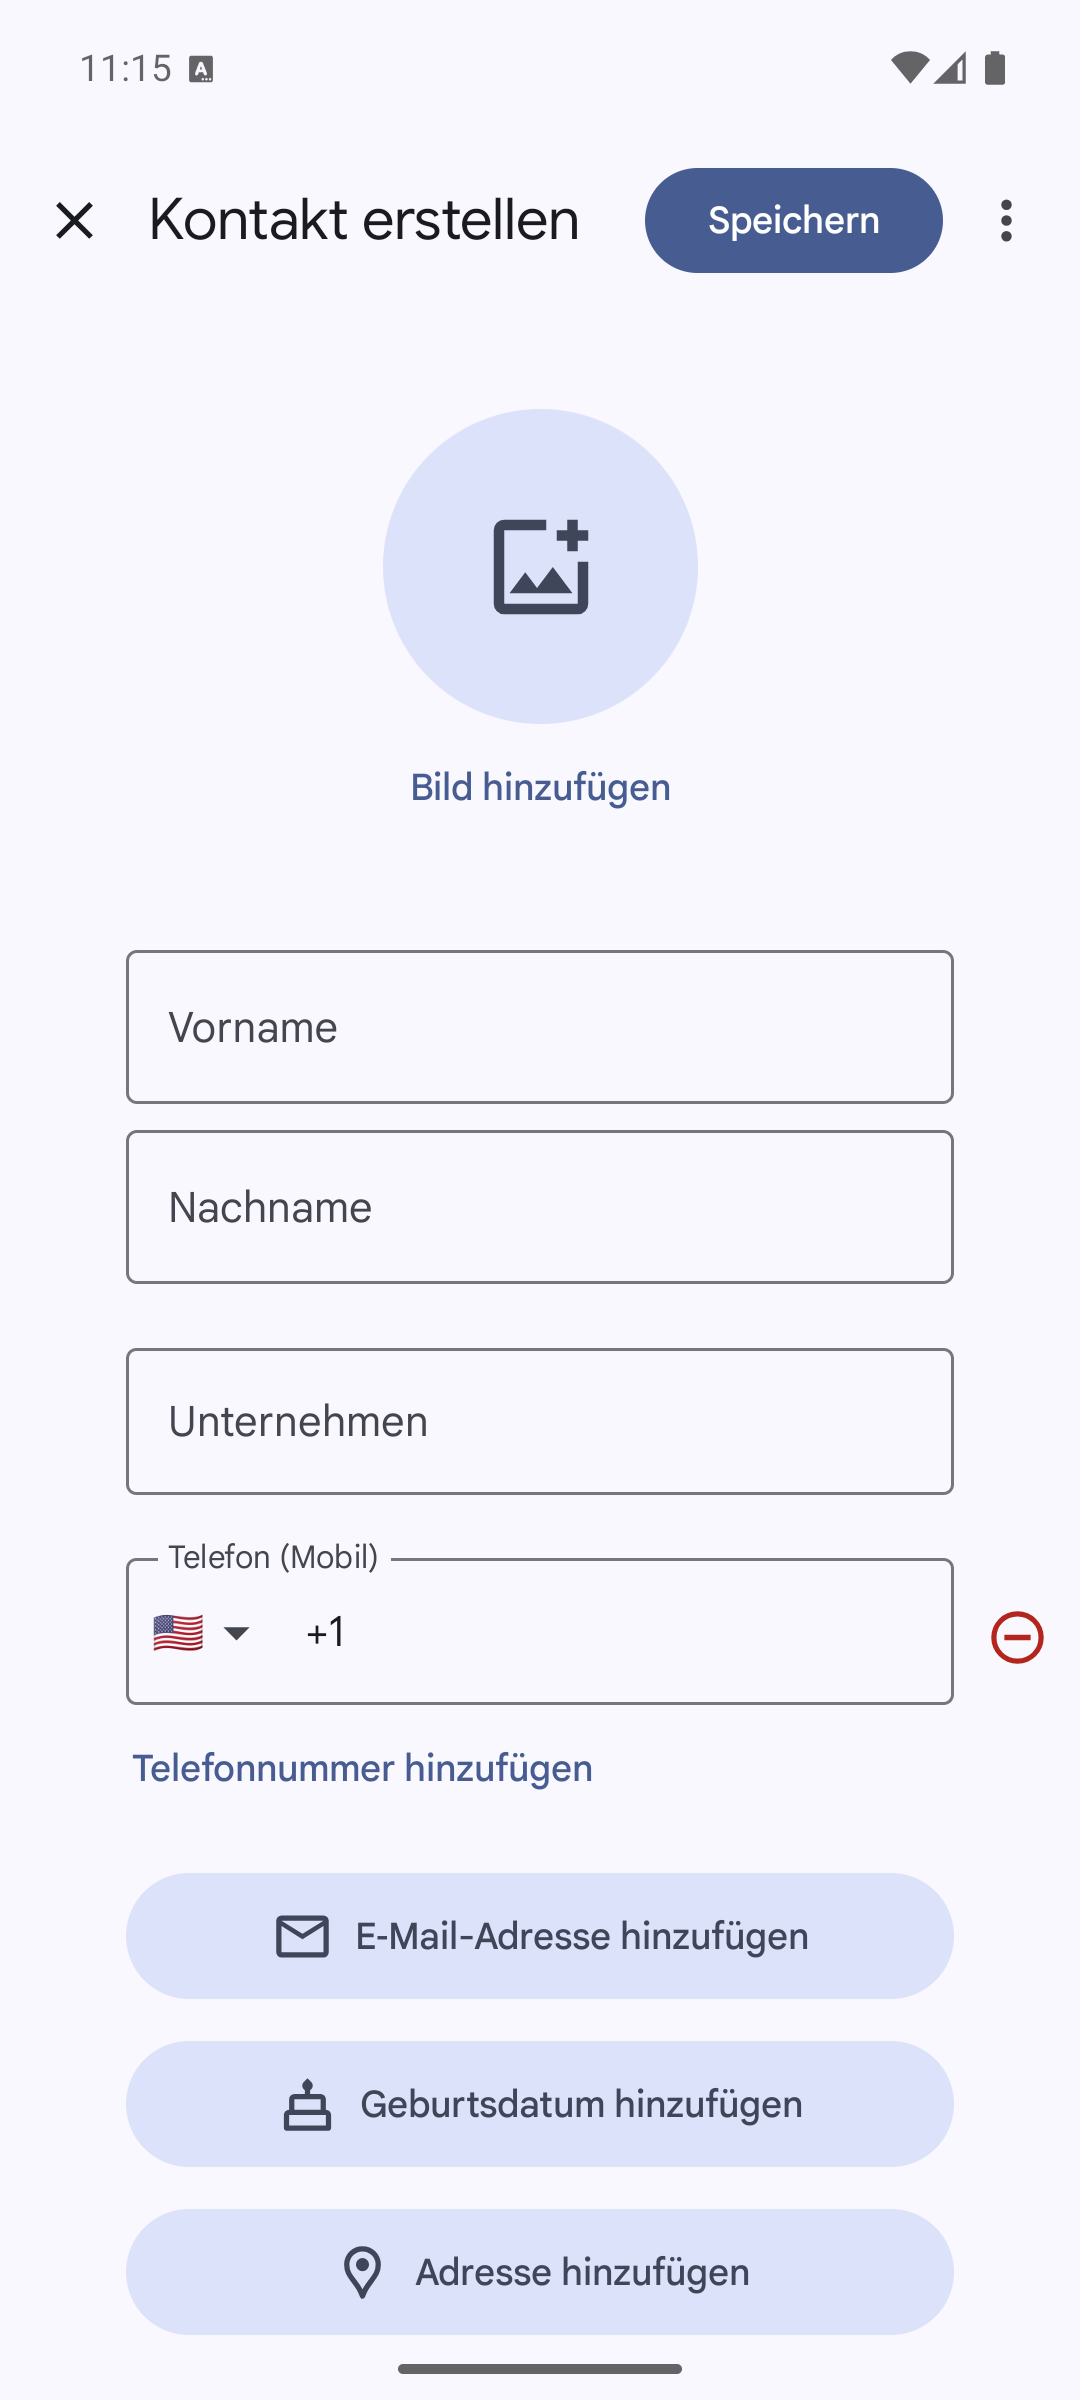 11:15
Kontakt erstellen
Speichern
Bild hinzufügen
Vorname
Nachname
Unternehmen
Telefon (Mobil)
+1
Telefonnummer hinzufügen
E-Mail-Adresse hinzufügen
Geburtsdatum hinzufügen
Adresse hinzufügen